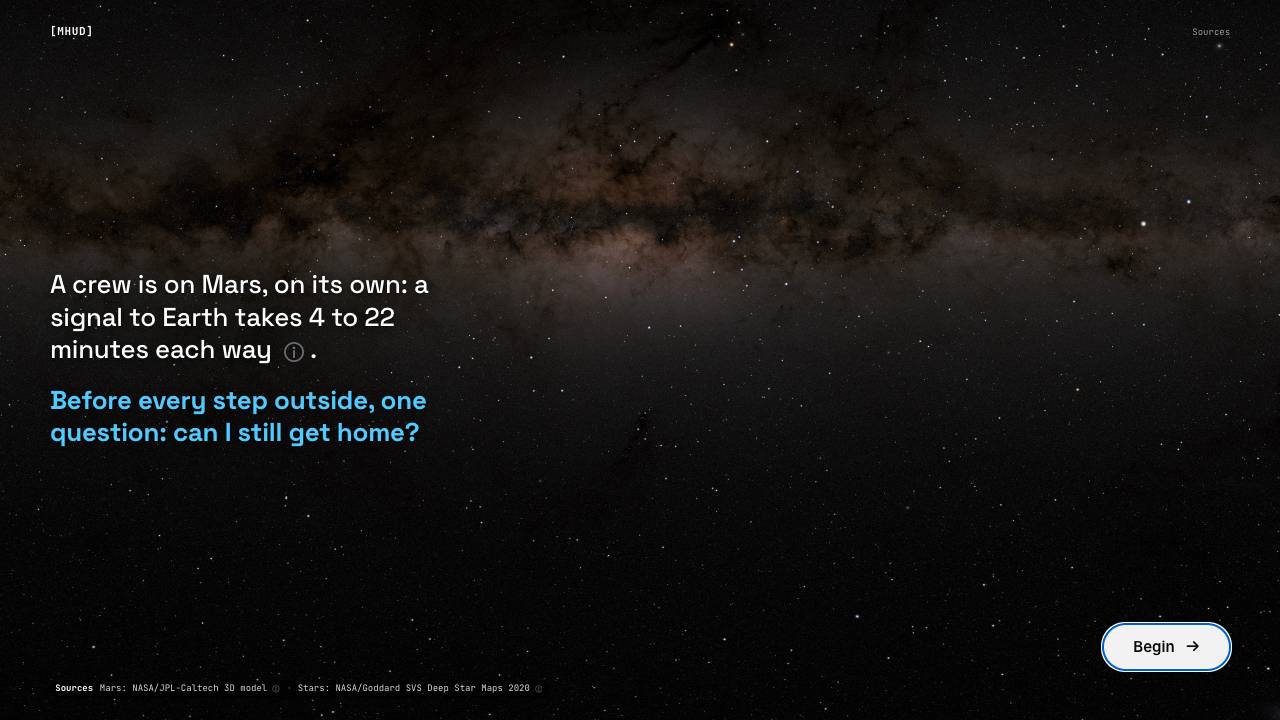 [MHUD]
Sources
A crew is on Mars, on its own: a
signal to Earth takes 4 to 22
minutes each way ⓘ .
Before every step outside, one
question: can I still get home?
Begin →
Sources Mars: NASA/JPL-Caltech 3D model ⓘ · Stars: NASA/Goddard SVS Deep Star Maps 2020 ⓘ